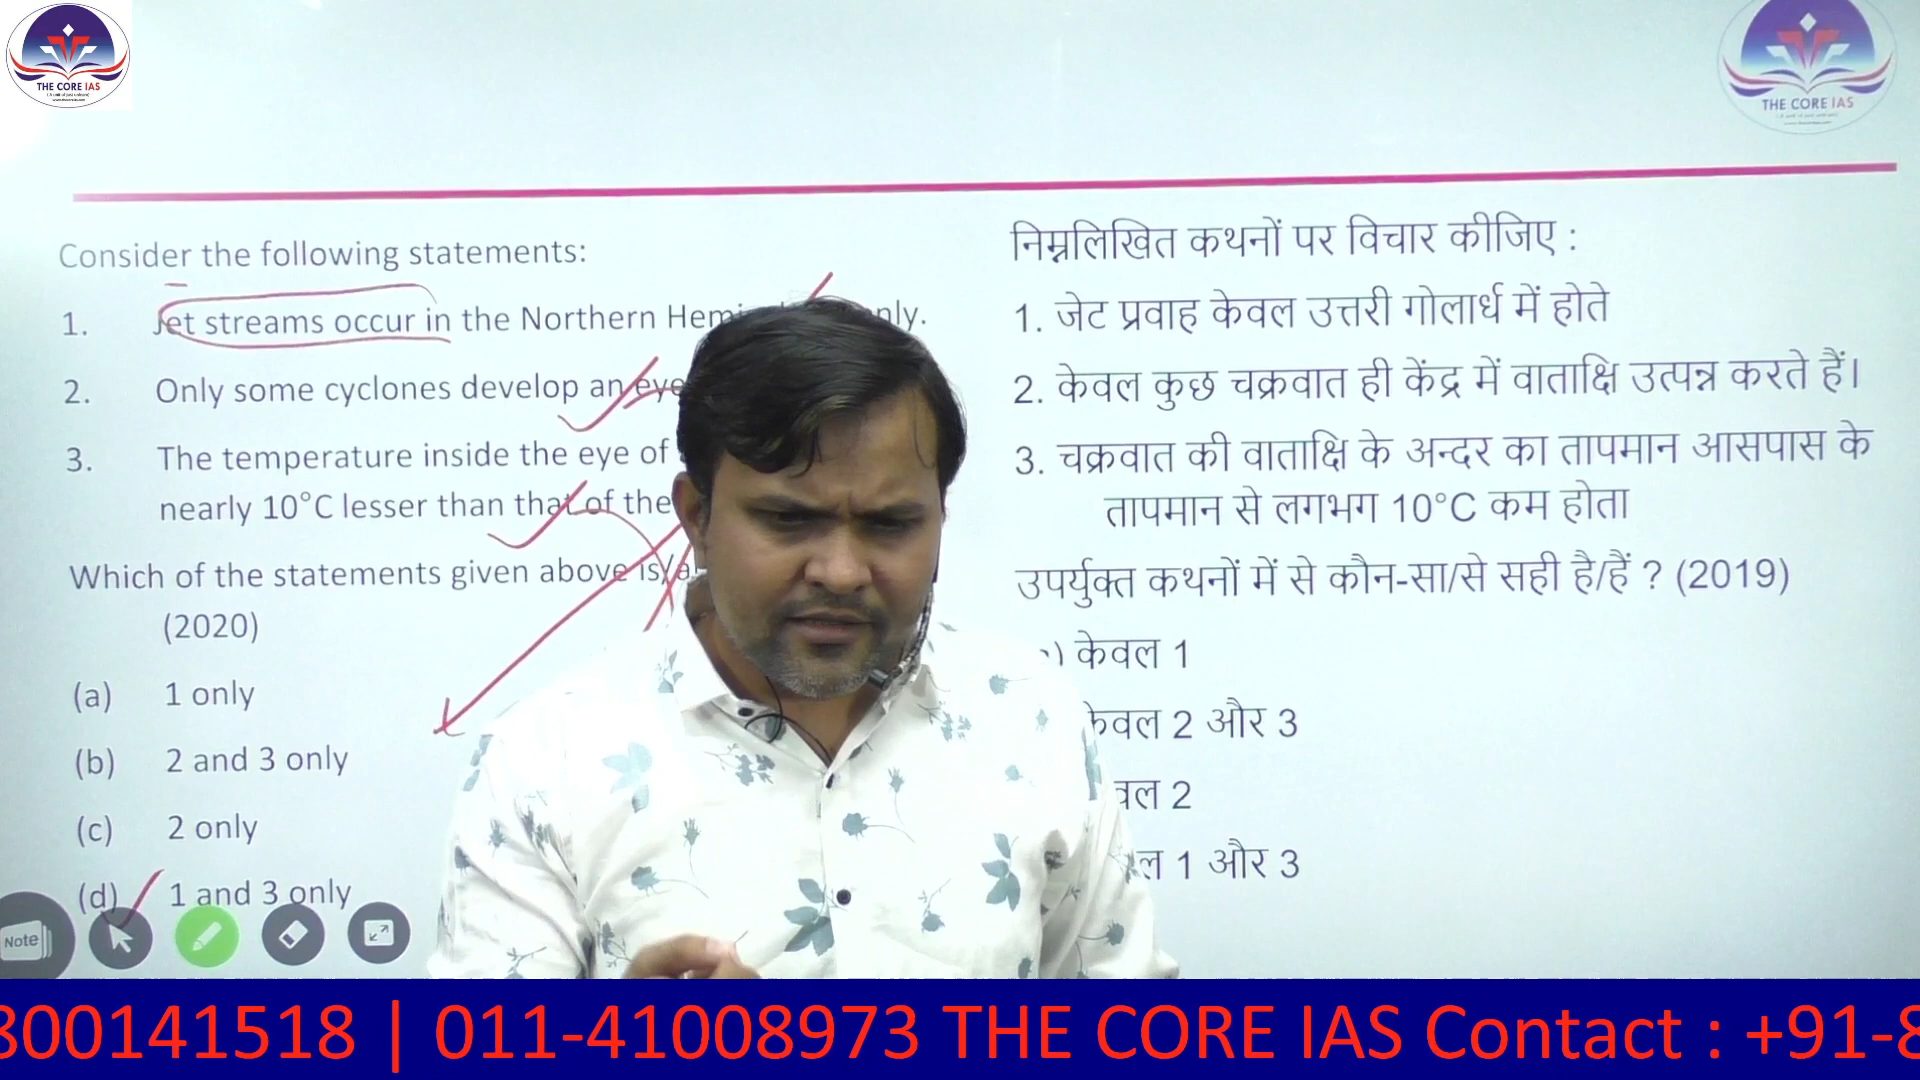 THE CORE IAS
THE CORE IAS
Consider the following statements:
1. Jet streams occur in the Northern only.
2. Only some cyclones develop an eye
3. The temperature inside the eye of
nearly 10°C lesser than that of the
Which of the statements given above
(2020)
(a) 1 only
(b) 2 and 3 only
(c) 2 only
(d) 1 and 3 only
निम्नलिखित कथनों पर विचार कीजिए :
1. जेट प्रवाह केवल उत्तरी गोलार्ध में होते
2. केवल कुछ चक्रवात ही केंद्र में वाताक्षि उत्पन्न करते हैं।
3. चक्रवात की वाताक्षि के अन्दर का तापमान आसपास के
तापमान से लगभग 10°C कम होता
उपर्युक्त कथनों में से कौन-सा/से सही है/हैं ? (2019)
केवल 1
केवल 2 और 3
2
1 और 3
Note
800141518 | 011-41008973 THE CORE IAS Contact : +91-8